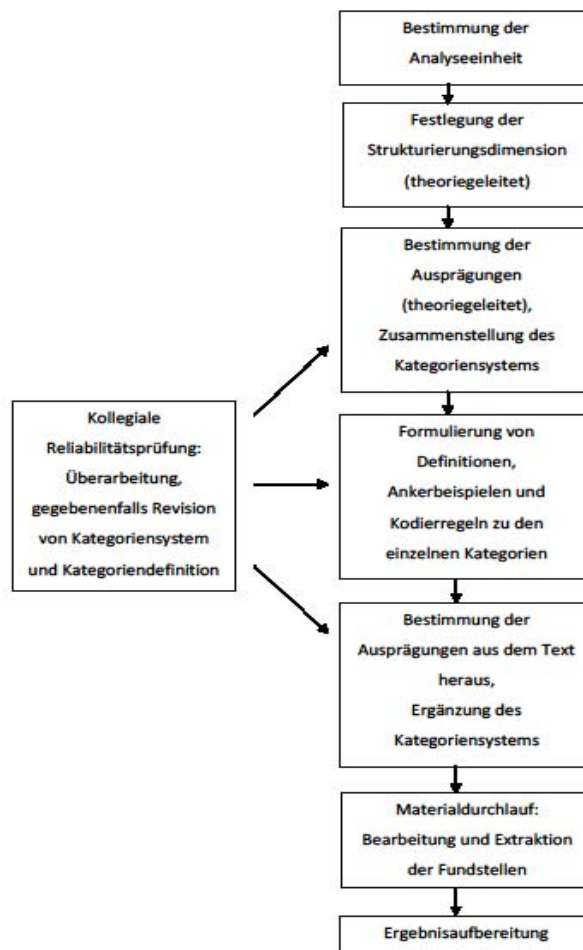 Bestimmung der
Analyseeinheit
Festlegung der
Strukturierungsdimension
(theoriegeleitet)
Bestimmung der
Ausprägungen
(theoriegeleitet),
Zusammenstellung des
Kategoriensystems
Kollegiale
Reliabilitätsprüfung:
Überarbeitung,
gegebenenfalls Revision
von Kategoriensystem
und Kategoriendefinition
Formulierung von
Definitionen,
Ankerbeispielen und
Kodierregeln zu den
einzelnen Kategorien
Bestimmung der
Ausprägungen aus dem Text
heraus,
Ergänzung des
Kategoriensystems
Materialdurchlauf:
Bearbeitung und Extraktion
der Fundstellen
Ergebnisaufbereitung